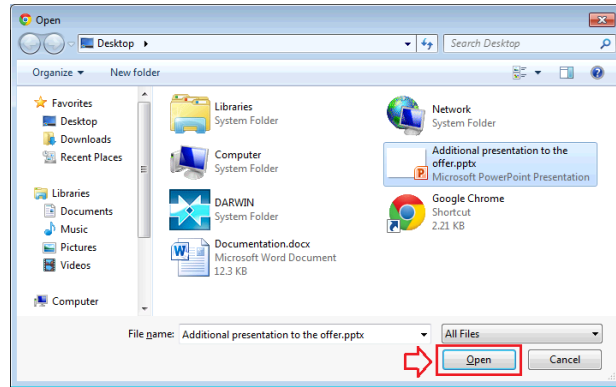 Open
Desktop
Search Desktop
Organize
New folder
Favorites
Desktop
Downloads
Recent Places
Libraries
Documents
Music
Pictures
Videos
Computer
Libraries
System Folder
Network
System Folder
Computer
System Folder
Additional presentation to the
offer.pptx
Microsoft PowerPoint Presentation
DARWIN
System Folder
Google Chrome
Shortcut
2.21 KB
Documentation.docx
Microsoft Word Document
12.3 KB
File name: Additional presentation to the offer.pptx
All Files
Open
Cancel